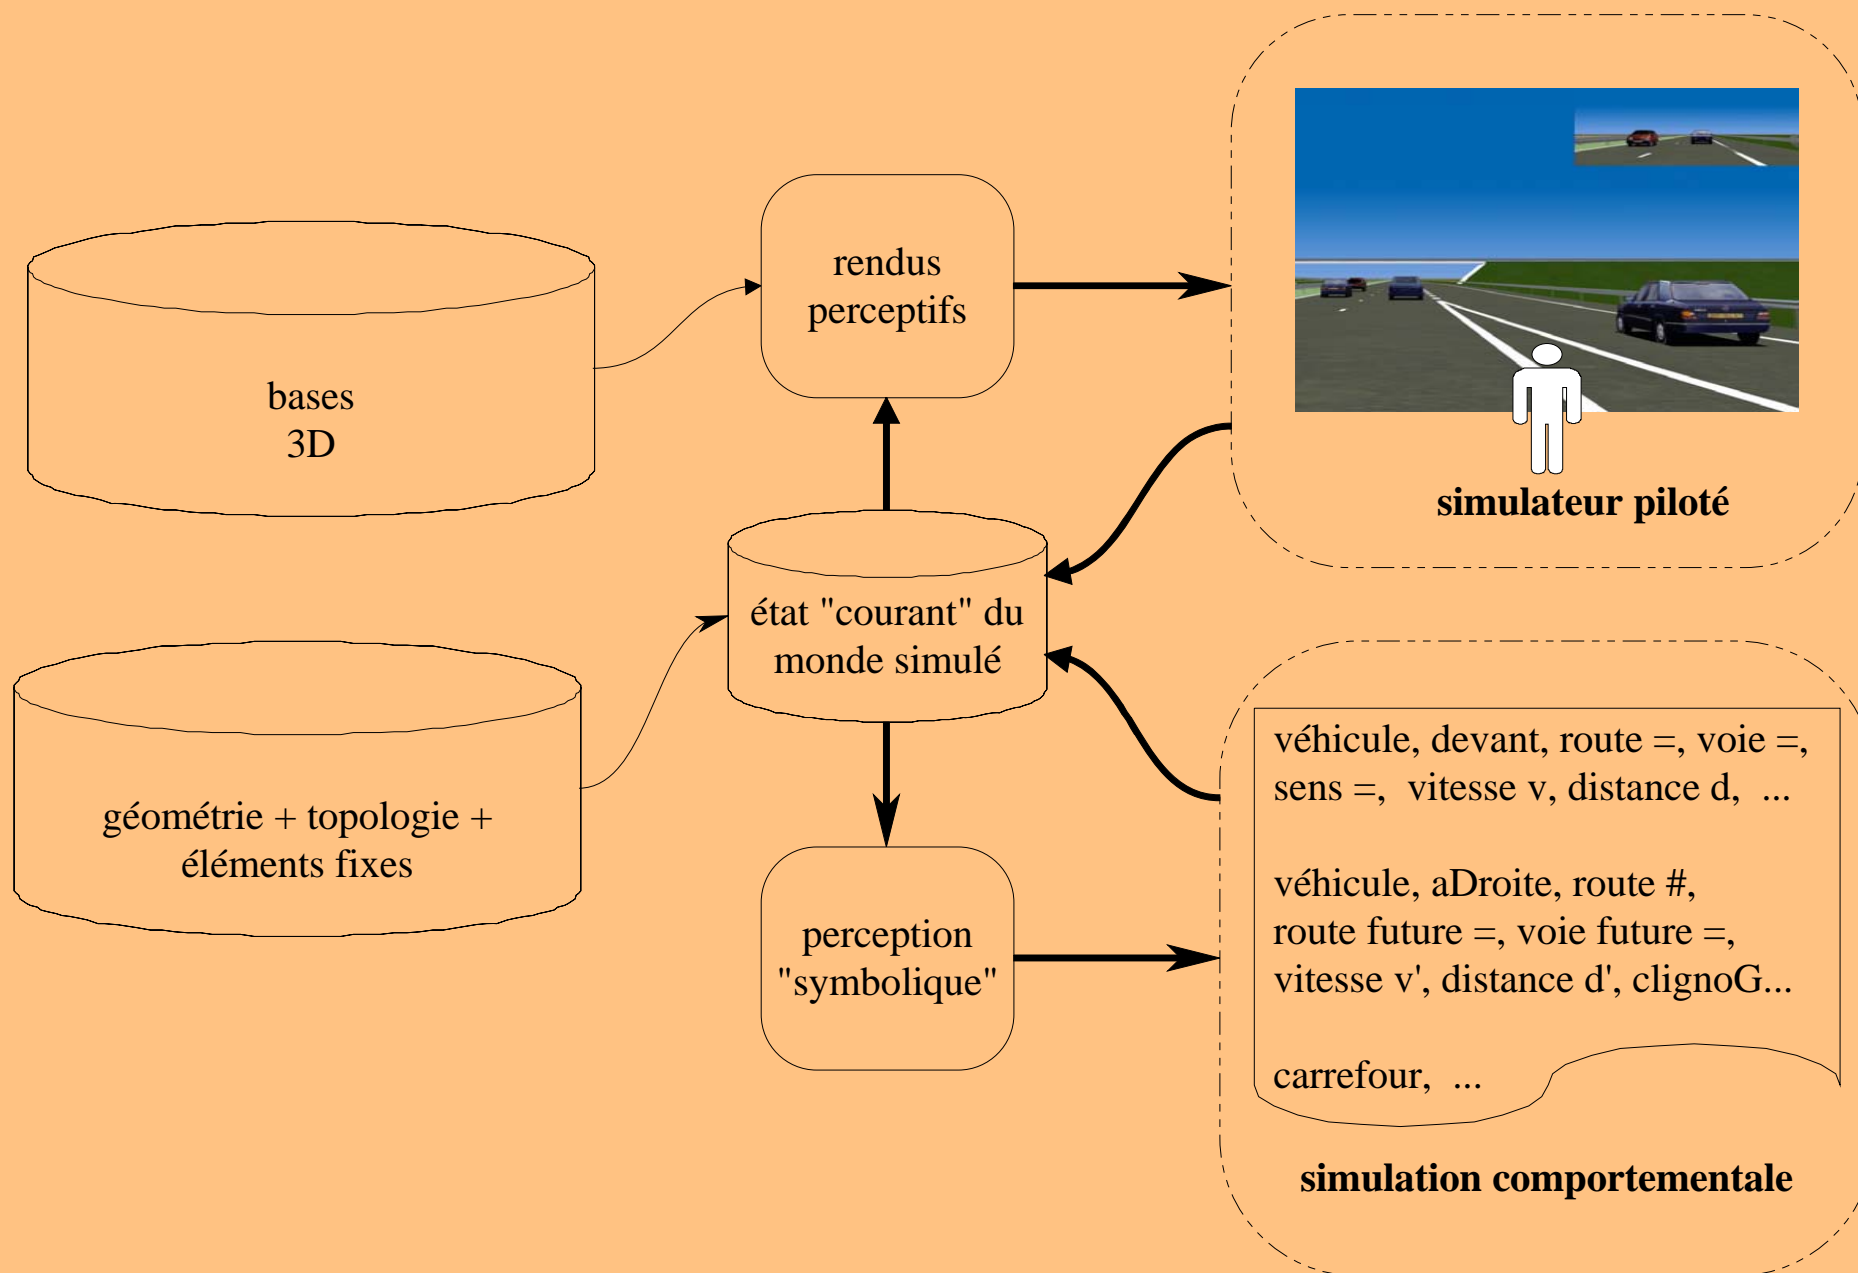 rendus
perceptifs
bases
3D
simulateur piloté
état "courant" du
monde simulé
géométrie + topologie +
éléments fixes
perception
"symbolique"
véhicule, devant, route =, voie =,
sens =, vitesse v, distance d, ...
véhicule, aDroite, route #,
route future =, voie future =,
vitesse v', distance d', clignoG...
carrefour, ...
simulation comportementale